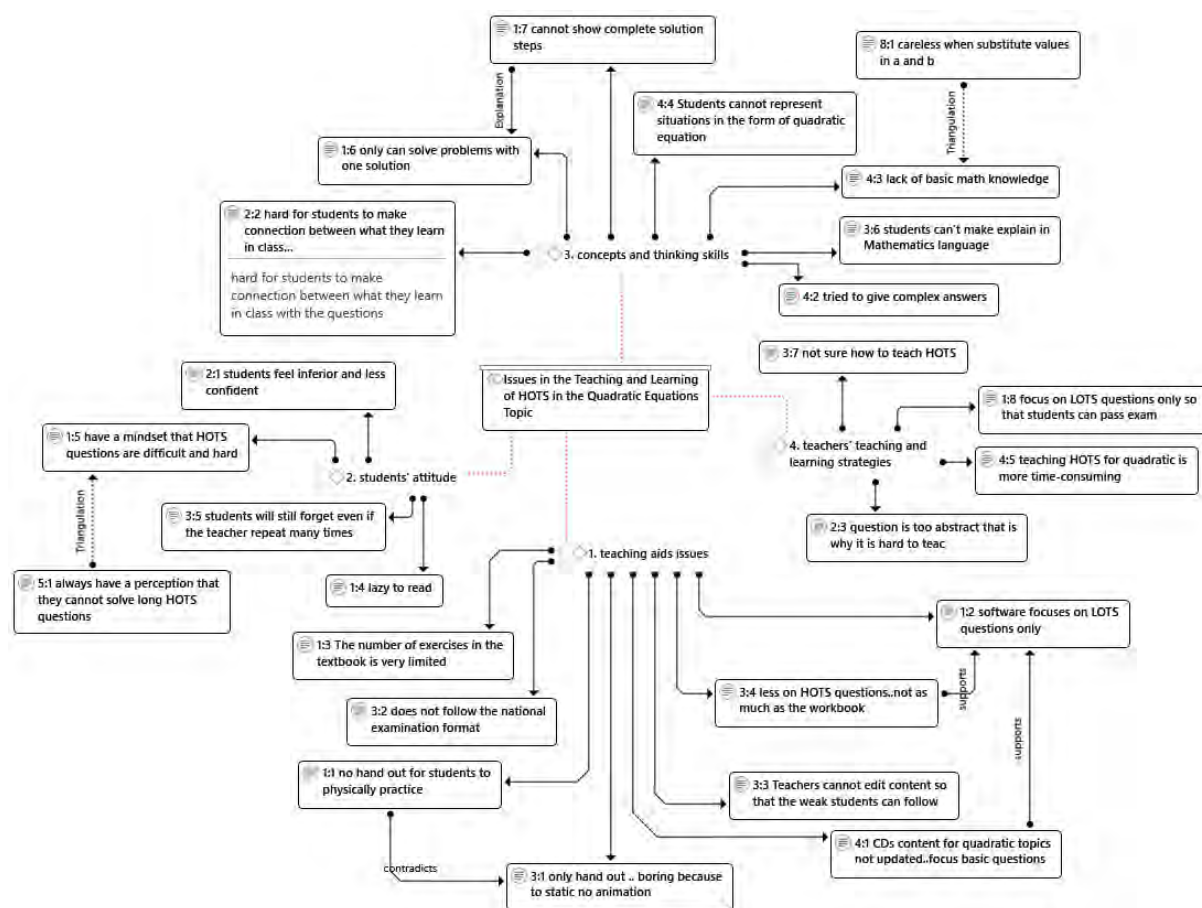 1:7 cannot show complete solution
steps
8:1 careless when substitute values
in a and b
Explanation
4:4 Students cannot represent
situations in the form of quadratic
equation
Triangulation
1:6 only can solve problems with
one solution
4:3 lack of basic math knowledge
2:2 hard for students to make
connection between what they learn
in class...
hard for students to make
connection between what they learn
in class with the questions
3. concepts and thinking skills
3:6 students can't make explain in
Mathematics language
4:2 tried to give complex answers
3:7 not sure how to teach HOTS
2:1 students feel inferior and less
confident
Issues in the Teaching and Learning
of HOTS in the Quadratic Equations
Topic
1:8 focus on LOTS questions only so
that students can pass exam
1:5 have a mindset that HOTS
questions are difficult and hard
4. teachers' teaching and
learning strategies
4:5 teaching HOTS for quadratic is
more time-consuming
2. students' attitude
Triangulation
3:5 students will still forget even if
the teacher repeat many times
2:3 question is too abstract that is
why it is hard to teac
1. teaching aids issues
5:1 always have a perception that
they cannot solve long HOTS
questions
1:4 lazy to read
1:2 software focuses on LOTS
questions only
1:3 The number of exercises in the
textbook is very limited
3:4 less on HOTS questions..not as
much as the workbook
supports
3:2 does not follow the national
examination format
supports
1:1 no hand out for students to
physically practice
3:3 Teachers cannot edit content so
that the weak students can follow
4:1 CDs content for quadratic topics
not updated..focus basic questions
contradicts
3:1 only hand out .. boring because
to static no animation